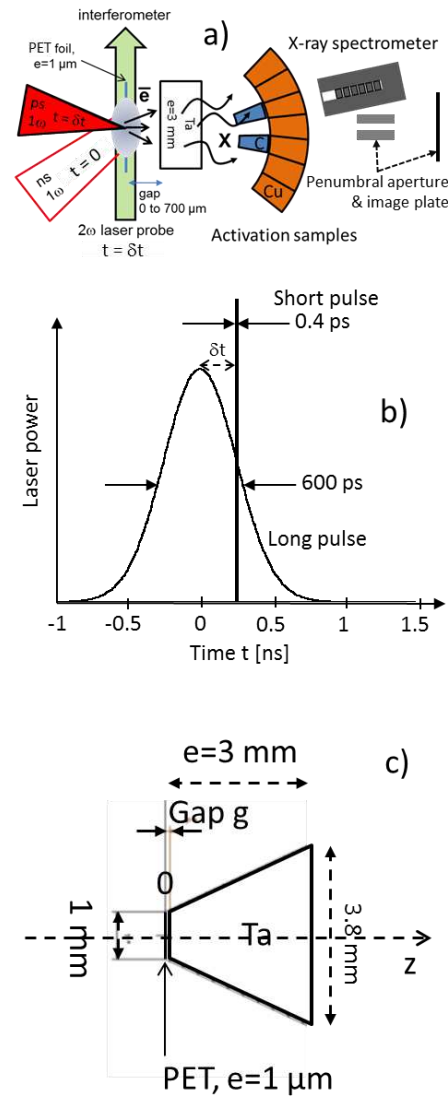 interferometer
a)
PET foil,
e=1 μm
X-ray spectrometer
ps
1ω t = δt
e̅
e=3 mm
Ta
X
C
Cu
ns
1ω t = 0
gap
0 to 700 μm
2ω laser probe
t = δt
Activation samples
Penumbral aperture
& image plate
Short pulse
0.4 ps
δt
b)
Laser power
600 ps
Long pulse
-1
-0.5
0
0.5
1
1.5
Time t [ns]
e=3 mm
c)
Gap g
0
1 mm
Ta
3.8 mm
z
PET, e=1 μm